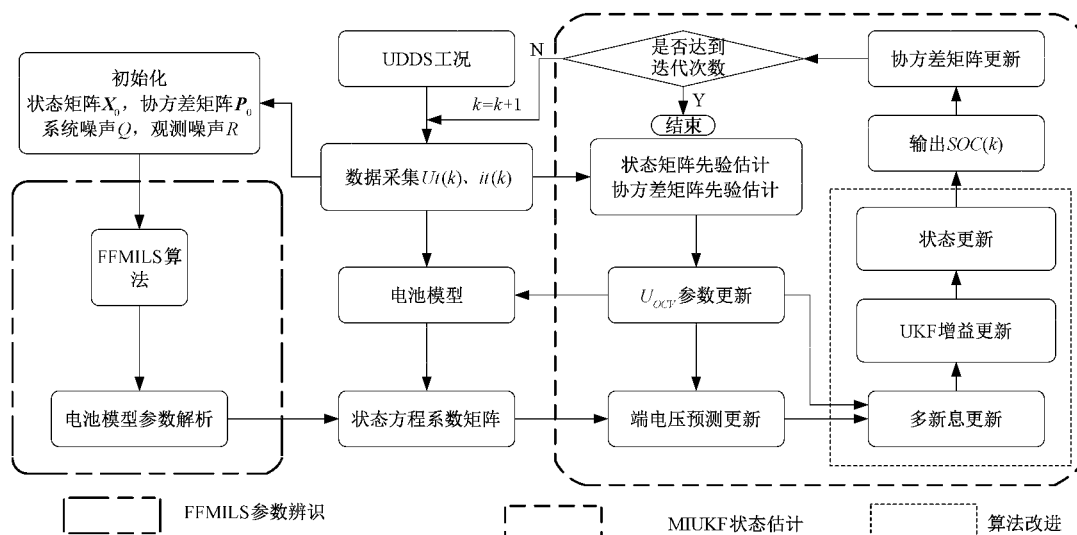 UDDS工况
N
是否达到
迭代次数
协方差矩阵更新
初始化
状态矩阵X₀，协方差矩阵P₀
系统噪声Q，观测噪声R
k=k+1
Y
结束
输出SOC(k)
数据采集Ut(k)、it(k)
状态矩阵先验估计
协方差矩阵先验估计
状态更新
FFMILS算
法
电池模型
U_OCV参数更新
UKF增益更新
电池模型参数解析
状态方程系数矩阵
端电压预测更新
多新息更新
FFMILS参数辨识
MIUKF状态估计
算法改进